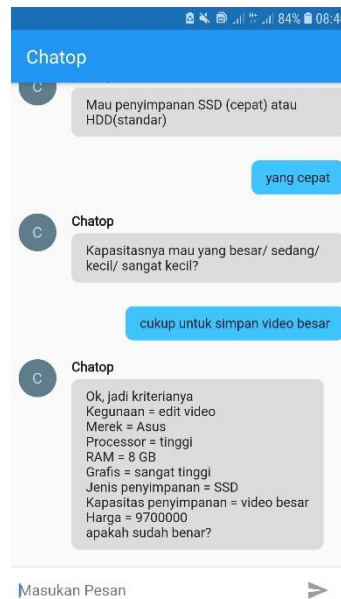 84% 08:4
Chatop
C
Mau penyimpanan SSD (cepat) atau
HDD(standar)
yang cepat
Chatop
C
Kapasitasnya mau yang besar/ sedang/
kecil/ sangat kecil?
cukup untuk simpan video besar
Chatop
C
Ok, jadi kriterianya
Kegunaan = edit video
Merek = Asus
Processor = tinggi
RAM = 8 GB
Grafis = sangat tinggi
Jenis penyimpanan = SSD
Kapasitas penyimpanan = video besar
Harga = 9700000
apakah sudah benar?
Masukan Pesan